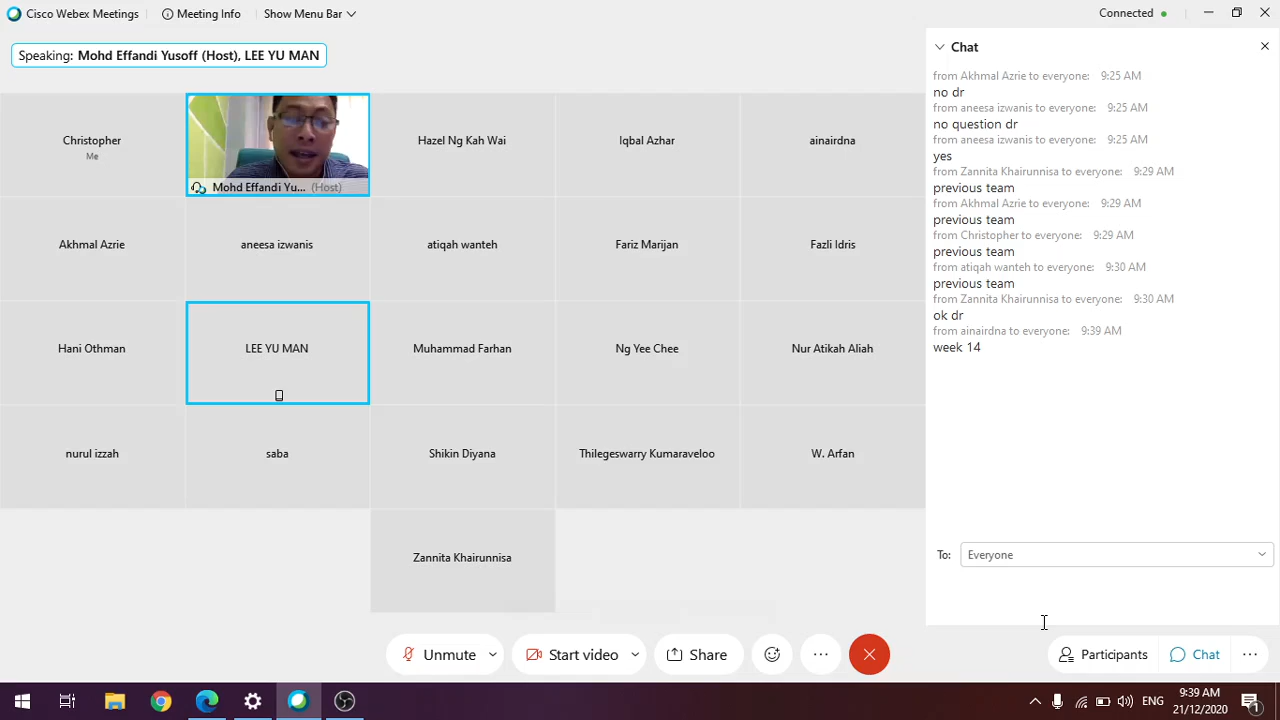 Cisco Webex Meetings
Meeting Info
Show Menu Bar
Connected
Speaking: Mohd Effandi Yusoff (Host), LEE YU MAN
Christopher
Me
Mohd Effandi Yu... (Host)
Hazel Ng Kah Wai
Iqbal Azhar
ainairdna
Akhmal Azrie
aneesa izwanis
atiqah wanteh
Fariz Marijan
Fazli Idris
Hani Othman
LEE YU MAN
Muhammad Farhan
Ng Yee Chee
Nur Atikah Aliah
nurul izzah
saba
Shikin Diyana
Thilegeswarry Kumaraveloo
W. Arfan
Zannita Khairunnisa
Chat
from Akhmal Azrie to everyone: 9:25 AM
no dr
from aneesa izwanis to everyone: 9:25 AM
no question dr
from aneesa izwanis to everyone: 9:25 AM
yes
from Zannita Khairunnisa to everyone: 9:29 AM
previous team
from Akhmal Azrie to everyone: 9:29 AM
previous team
from Christopher to everyone: 9:29 AM
previous team
from atiqah wanteh to everyone: 9:30 AM
previous team
from Zannita Khairunnisa to everyone: 9:30 AM
ok dr
from ainairdna to everyone: 9:39 AM
week 14
To: Everyone
Unmute
Start video
Share
Participants
Chat
ENG
9:39 AM
21/12/2020
1